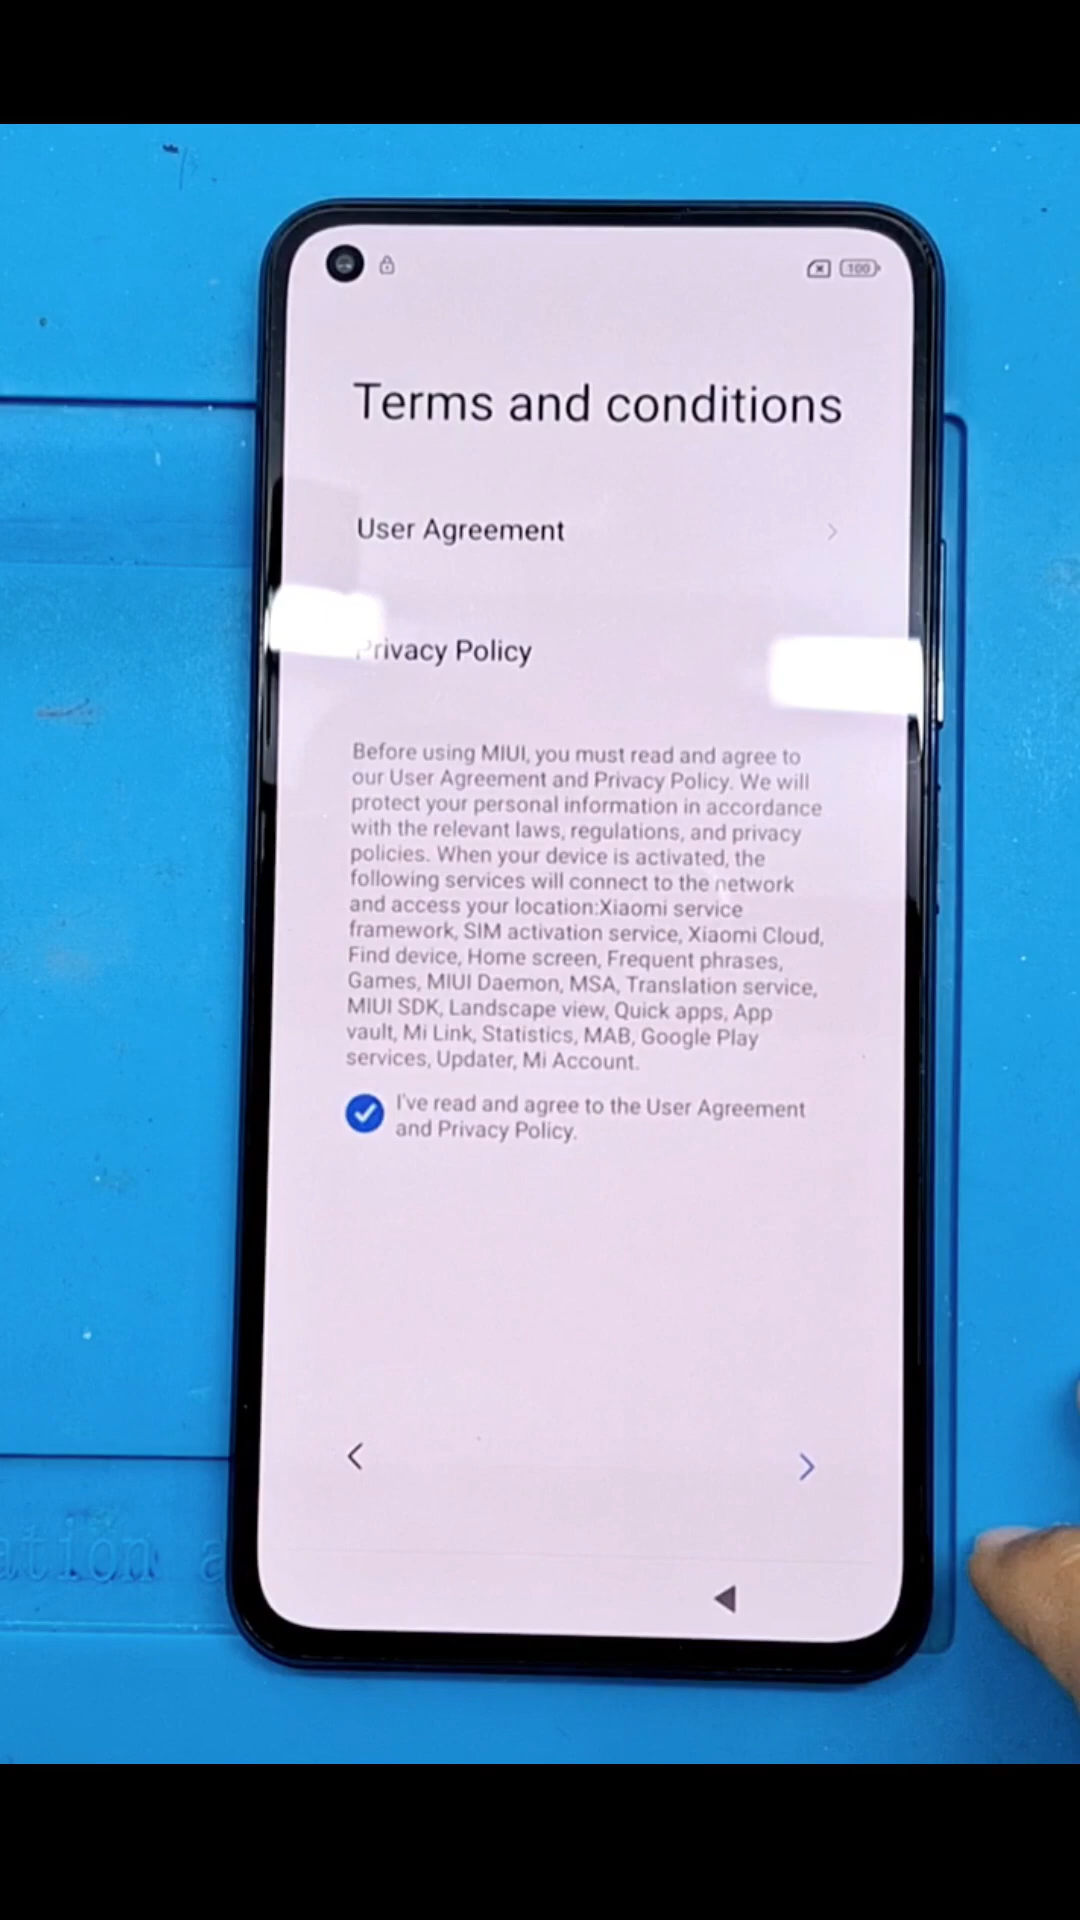 100
Terms and conditions
User Agreement
Privacy Policy
Before using MIUI, you must read and agree to
our User Agreement and Privacy Policy. We will
protect your personal information in accordance
with the relevant laws, regulations, and privacy
policies. When your device is activated, the
following services will connect to the network
and access your location:Xiaomi service
framework, SIM activation service, Xiaomi Cloud,
Find device, Home screen, Frequent phrases,
Games, MIUI Daemon, MSA, Translation service,
MIUI SDK, Landscape view, Quick apps, App
vault, Mi Link, Statistics, MAB, Google Play
services, Updater, Mi Account.
I've read and agree to the User Agreement
and Privacy Policy.